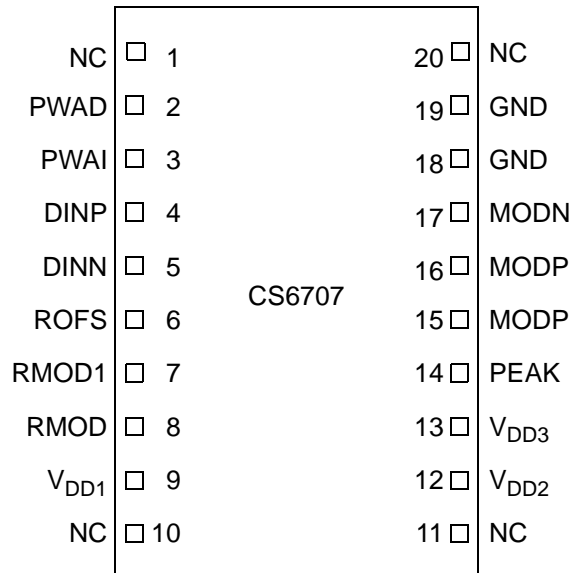 NC 1 20 NC
PWAD 2 19 GND
PWAI 3 18 GND
DINP 4 17 MODN
DINN 5 16 MODP
CS6707
ROFS 6 15 MODP
RMOD1 7 14 PEAK
RMOD 8 13 VDD3
VDD1 9 12 VDD2
NC 10 11 NC